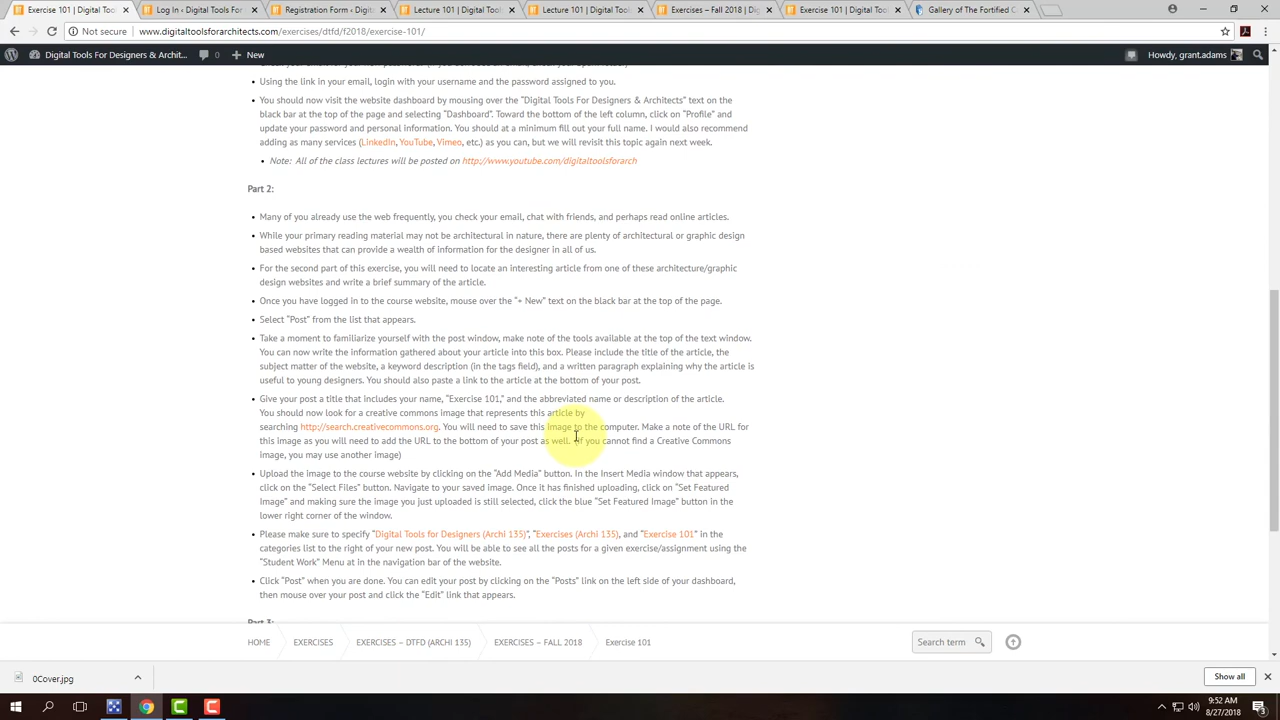 Exercise 101 | Digital Too
Log In ‹ Digital Tools For
Registration Form ‹ Digita
Lecture 101 | Digital Tool
Lecture 101 | Digital Tool
Exercises – Fall 2018 | Dig
Exercise 101 | Digital Tool
Gallery of The Fortified C
Not secure | www.digitaltoolsforarchitects.com/exercises/dtfd/f2018/exercise-101/
Digital Tools For Designers & Archit... 0 + New Howdy, grant.adams
• Using the link in your email, login with your username and the password assigned to you.
• You should now visit the website dashboard by mousing over the “Digital Tools For Designers & Architects” text on the
black bar at the top of the page and selecting “Dashboard”. Toward the bottom of the left column, click on “Profile” and
update your password and personal information. You should at a minimum fill out your full name. I would also recommend
adding as many services (LinkedIn, YouTube, Vimeo, etc.) as you can, but we will revisit this topic again next week.
• Note: All of the class lectures will be posted on http://www.youtube.com/digitaltoolsforarch
Part 2:
• Many of you already use the web frequently, you check your email, chat with friends, and perhaps read online articles.
• While your primary reading material may not be architectural in nature, there are plenty of architectural or graphic design
based websites that can provide a wealth of information for the designer in all of us.
• For the second part of this exercise, you will need to locate an interesting article from one of these architecture/graphic
design websites and write a brief summary of the article.
• Once you have logged in to the course website, mouse over the “+ New” text on the black bar at the top of the page.
• Select “Post” from the list that appears.
• Take a moment to familiarize yourself with the post window, make note of the tools available at the top of the text window.
You can now write the information gathered about your article into this box. Please include the title of the article, the
subject matter of the website, a keyword description (in the tags field), and a written paragraph explaining why the article is
useful to young designers. You should also paste a link to the article at the bottom of your post.
• Give your post a title that includes your name, “Exercise 101,” and the abbreviated name or description of the article.
You should now look for a creative commons image that represents this article by
searching http://search.creativecommons.org. You will need to save this image to the computer. Make a note of the URL for
this image as you will need to add the URL to the bottom of your post as well. (If you cannot find a Creative Commons
image, you may use another image)
• Upload the image to the course website by clicking on the “Add Media” button. In the Insert Media window that appears,
click on the “Select Files” button. Navigate to your saved image. Once it has finished uploading, click on “Set Featured
Image” and making sure the image you just uploaded is still selected, click the blue “Set Featured Image” button in the
lower right corner of the window.
• Please make sure to specify “Digital Tools for Designers (Archi 135)”, “Exercises (Archi 135), and “Exercise 101” in the
categories list to the right of your new post. You will be able to see all the posts for a given exercise/assignment using the
“Student Work” Menu at in the navigation bar of the website.
• Click “Post” when you are done. You can edit your post by clicking on the “Posts” link on the left side of your dashboard,
then mouse over your post and click the “Edit” link that appears.
Part 3:
HOME EXERCISES EXERCISES – DTFD (ARCHI 135) EXERCISES – FALL 2018 Exercise 101 Search term
0Cover.jpg Show all
9:52 AM
8/27/2018
3